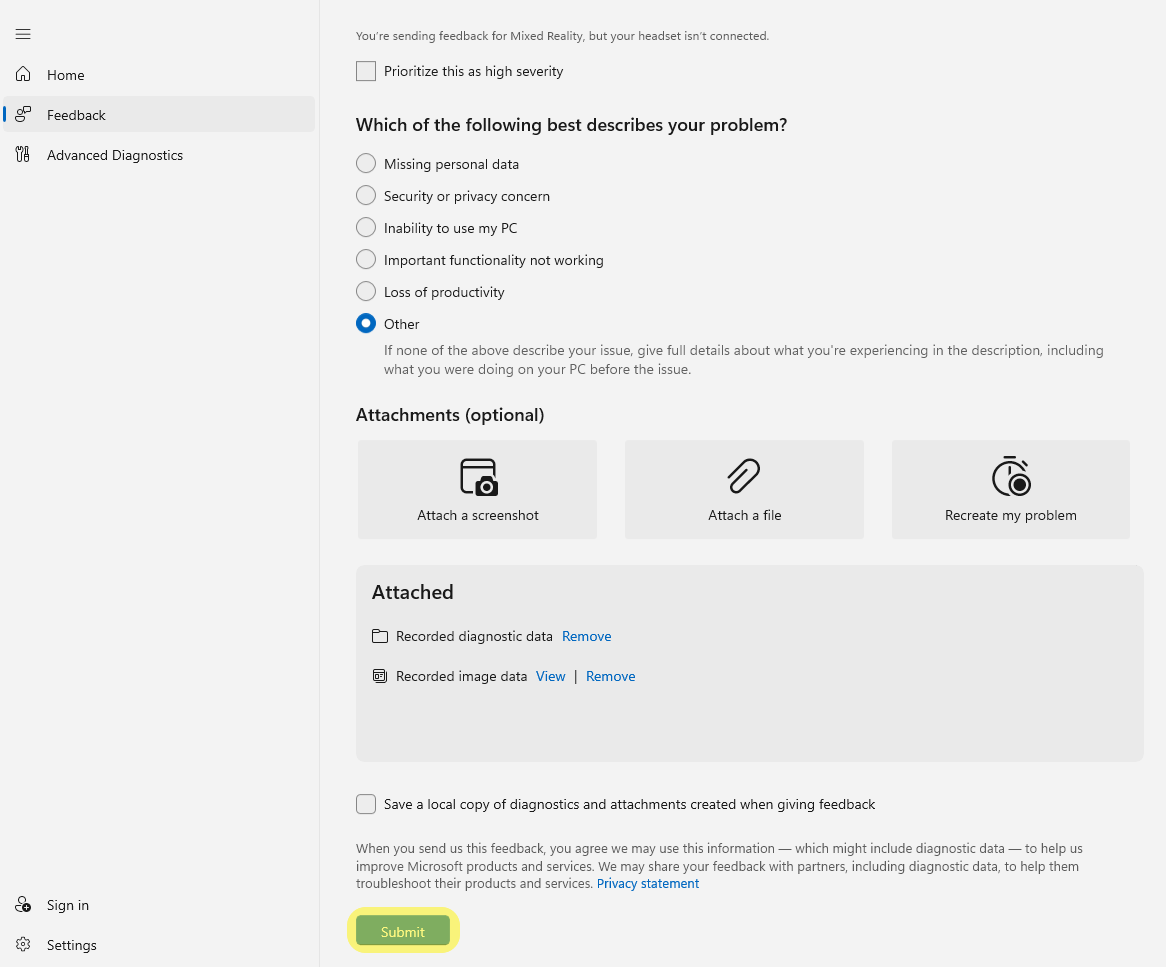 Home
Feedback
Advanced Diagnostics
Sign in
Settings
You're sending feedback for Mixed Reality, but your headset isn't connected.
Prioritize this as high severity
Which of the following best describes your problem?
Missing personal data
Security or privacy concern
Inability to use my PC
Important functionality not working
Loss of productivity
Other
If none of the above describe your issue, give full details about what you're experiencing in the description, including
what you were doing on your PC before the issue.
Attachments (optional)
Attach a screenshot
Attach a file
Recreate my problem
Attached
Recorded diagnostic data Remove
Recorded image data View | Remove
Save a local copy of diagnostics and attachments created when giving feedback
When you send us this feedback, you agree we may use this information — which might include diagnostic data — to help us
improve Microsoft products and services. We may share your feedback with partners, including diagnostic data, to help them
troubleshoot their products and services. Privacy statement
Submit